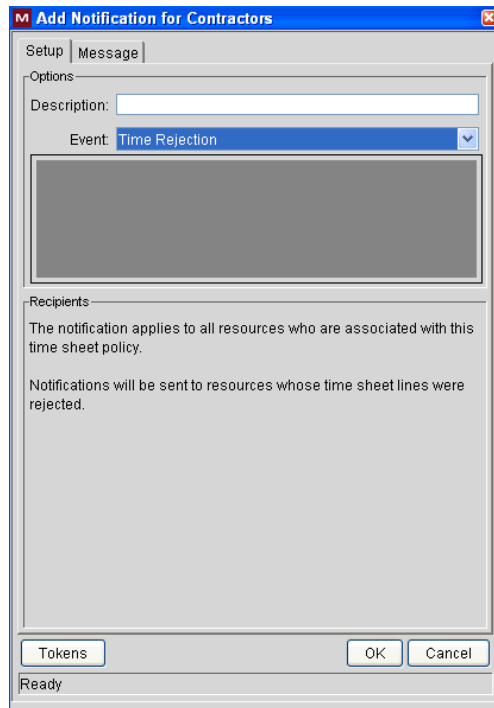 M Add Notification for Contractors
Setup Message
Options
Description:
Event: Time Rejection
Recipients
The notification applies to all resources who are associated with this
time sheet policy.
Notifications will be sent to resources whose time sheet lines were
rejected.
Tokens OK Cancel
Ready